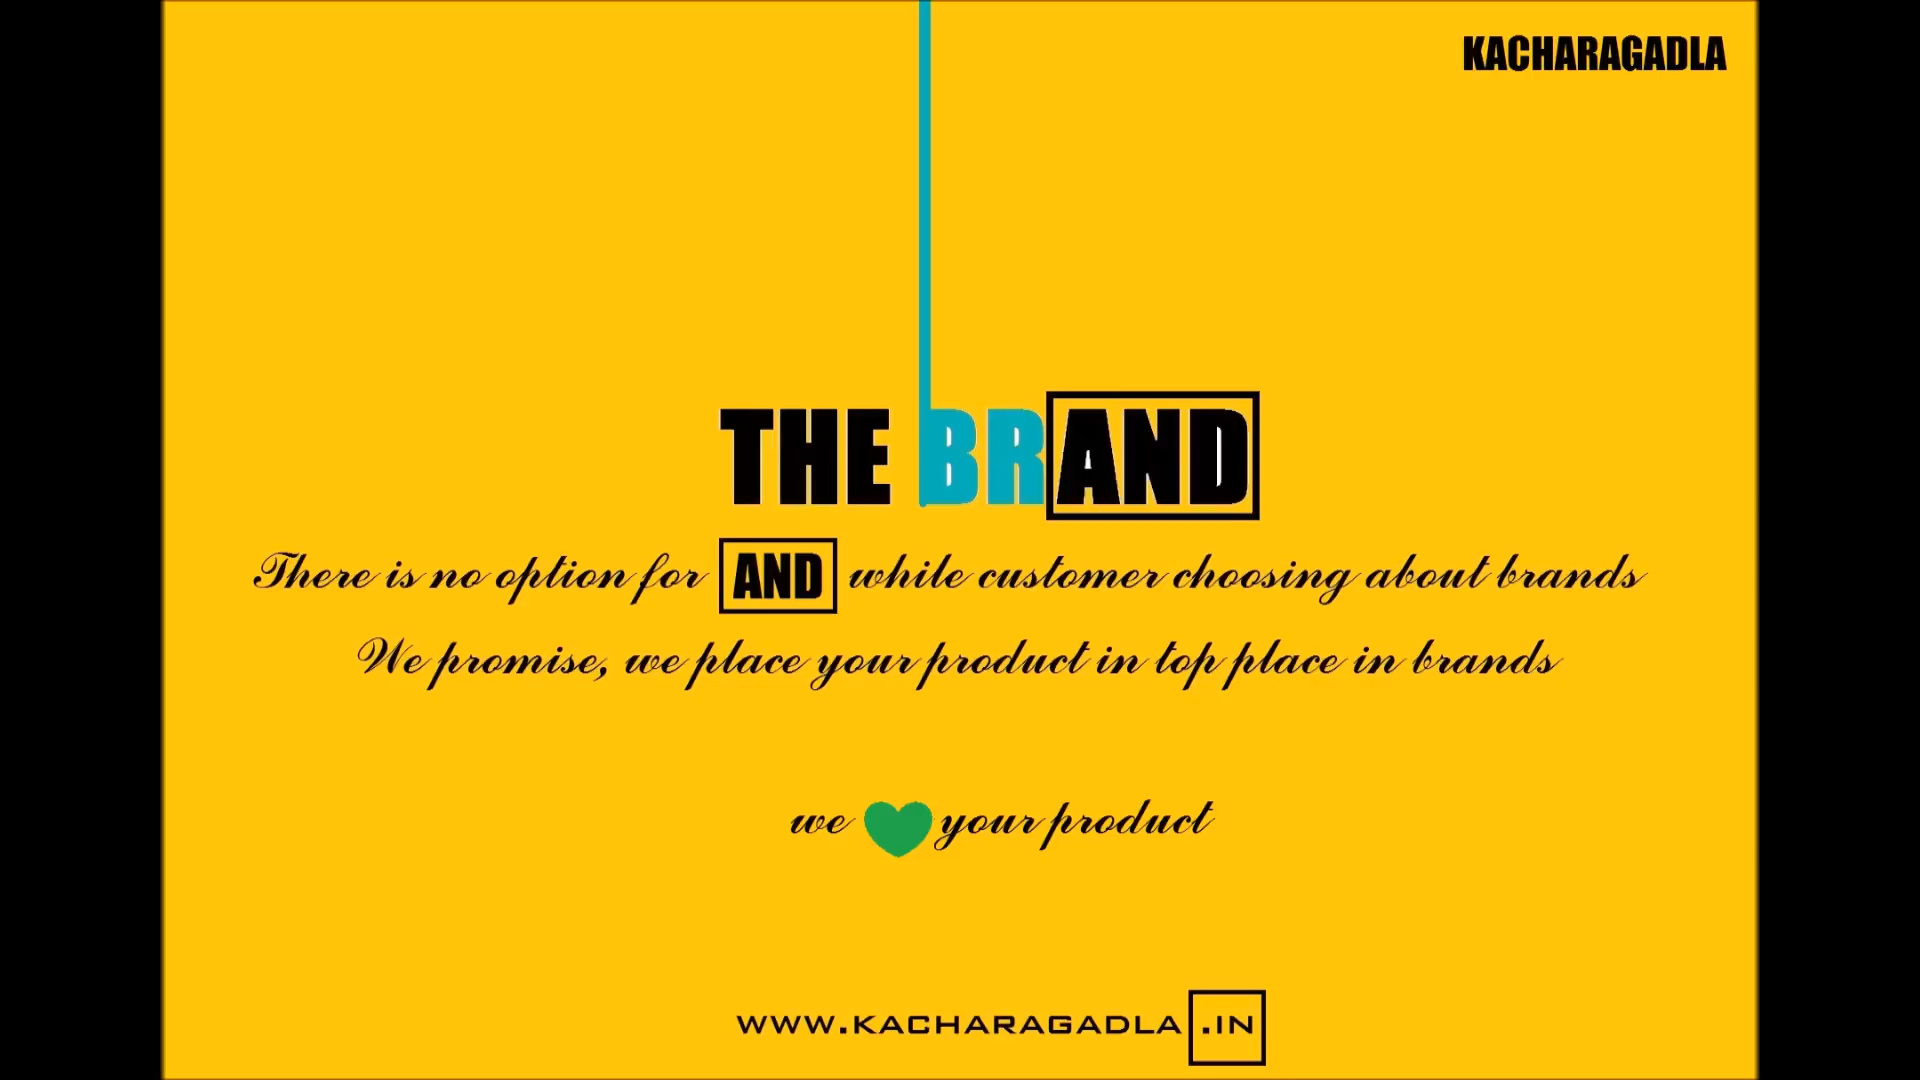 KACHARAGADLA
THE BRAND
There is no option for AND while customer choosing about brands
We promise, we place your product in top place in brands
we your product
WWW.KACHARAGADLA.IN